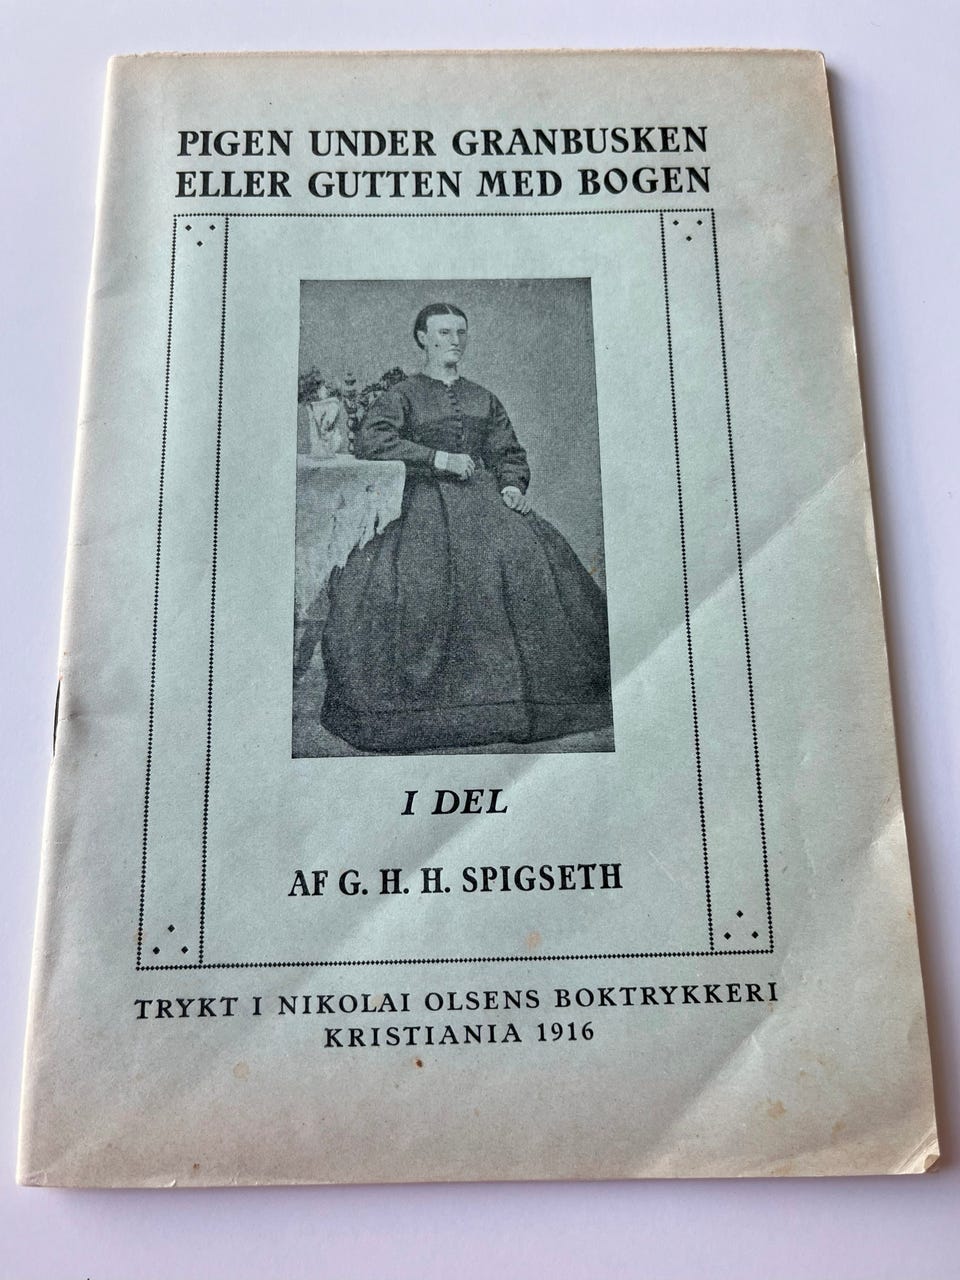 PIGEN UNDER GRANBUSKEN
ELLER GUTTEN MED BOGEN
I DEL
AF G. H. H. SPIGSETH
TRYKT I NIKOLAI OLSENS BOKTRYKKERI
KRISTIANIA 1916